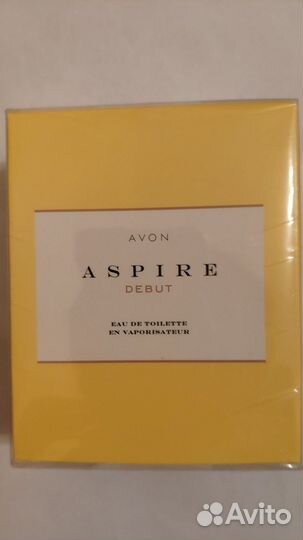 AVON
ASPIRE
DEBUT
EAU DE TOILETTE
EN VAPORISATEUR
Avito